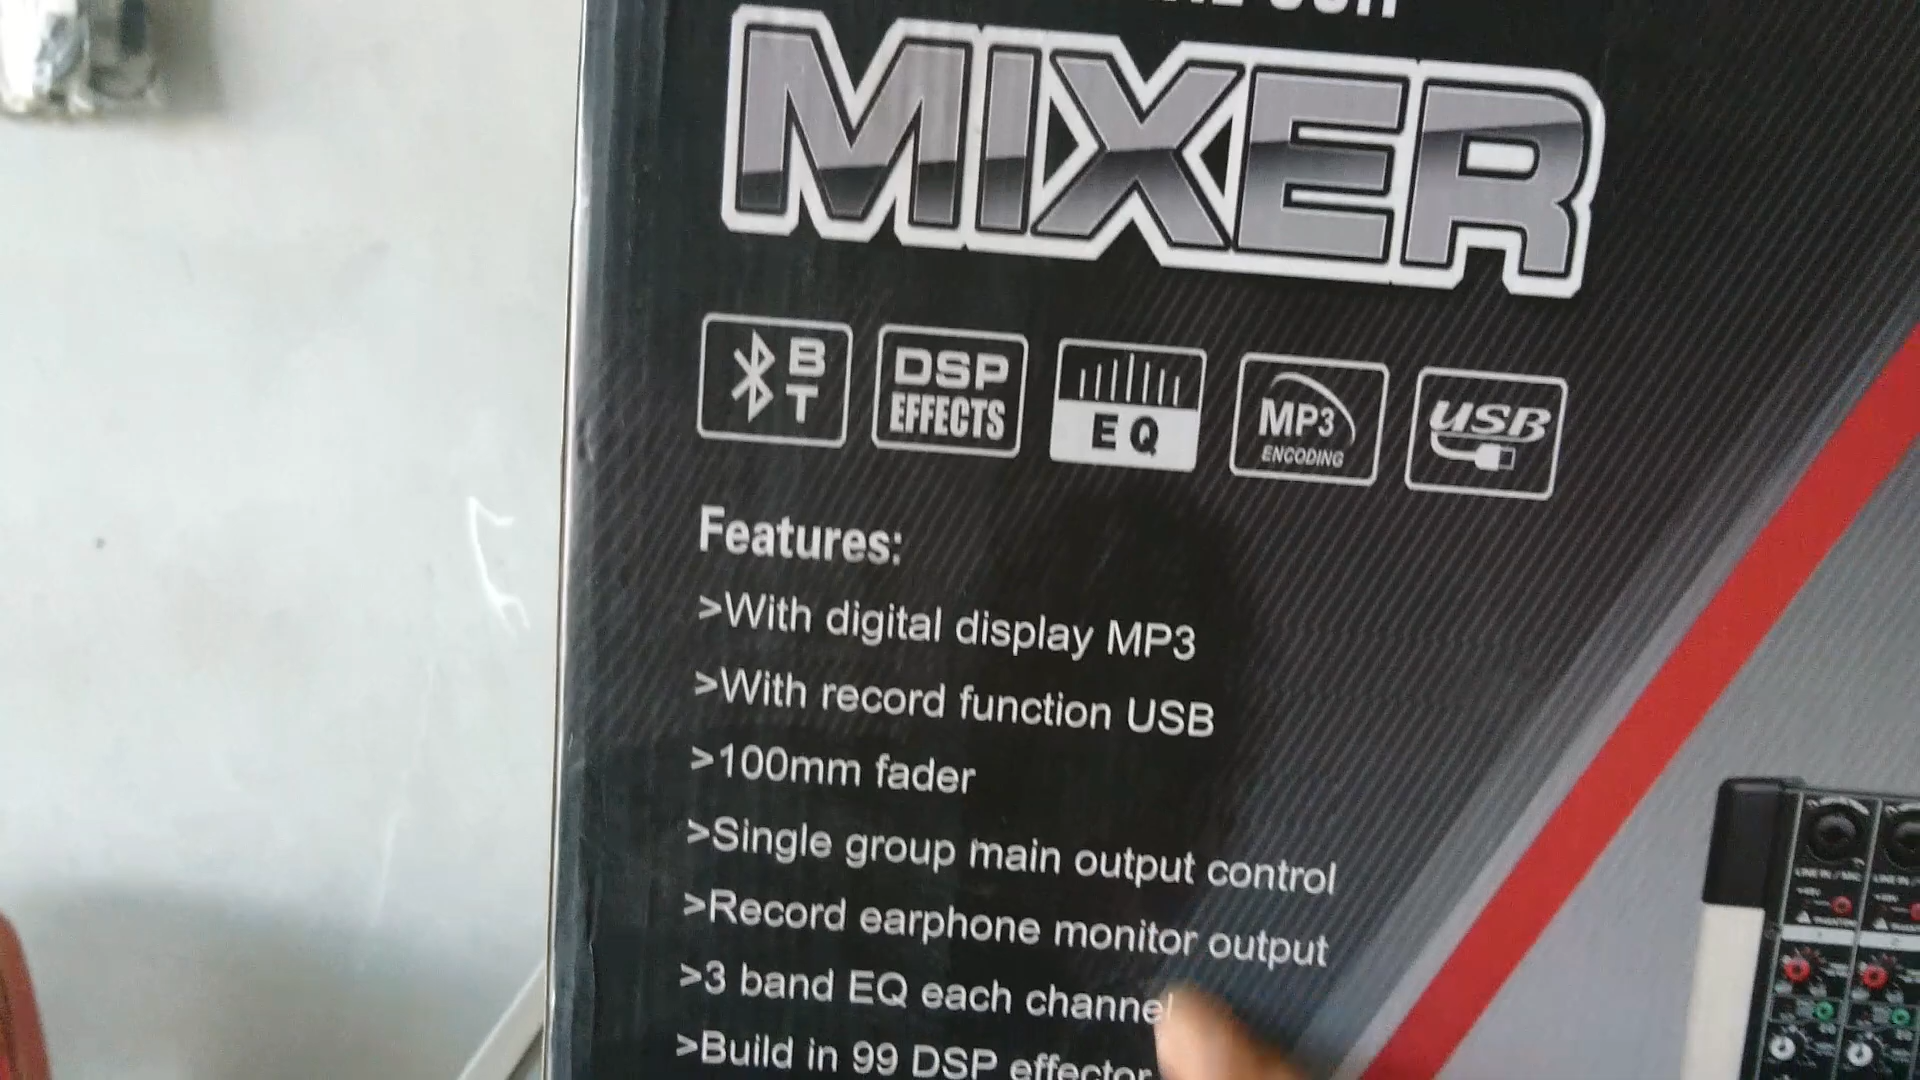 MIXER
B
T
DSP
EFFECTS
EQ
MP3
ENCODING
USB
Features:
>With digital display MP3
>With record function USB
>100mm fader
>Single group main output control
>Record earphone monitor output
>3 band EQ each channel
>Build in 99 DSP effector